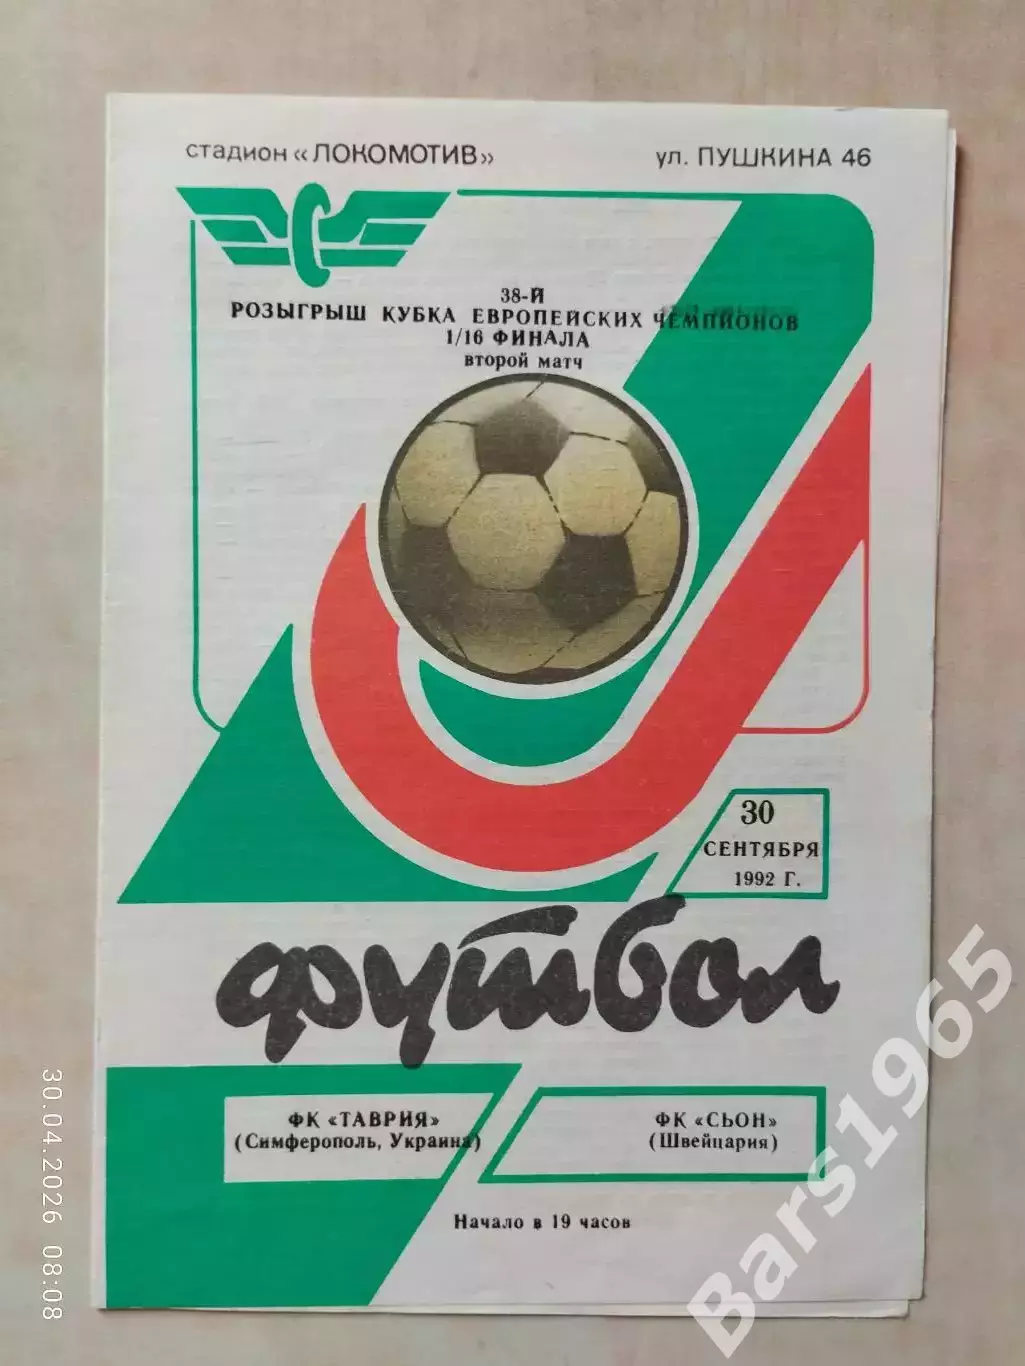 стадион «ЛОКОМОТИВ» ул. ПУШКИНА 46
38-Й
РОЗЫГРЫШ КУБКА ЕВРОПЕЙСКИХ ЧЕМПИОНОВ
1/16 ФИНАЛА
второй матч
30
СЕНТЯБРЯ
1992 Г.
футбол
ФК «ТАВРИЯ»
(Симферополь, Украина)
ФК «СЬОН»
(Швейцария)
Начало в 19 часов
30.04.2026 08:08
Bars1965